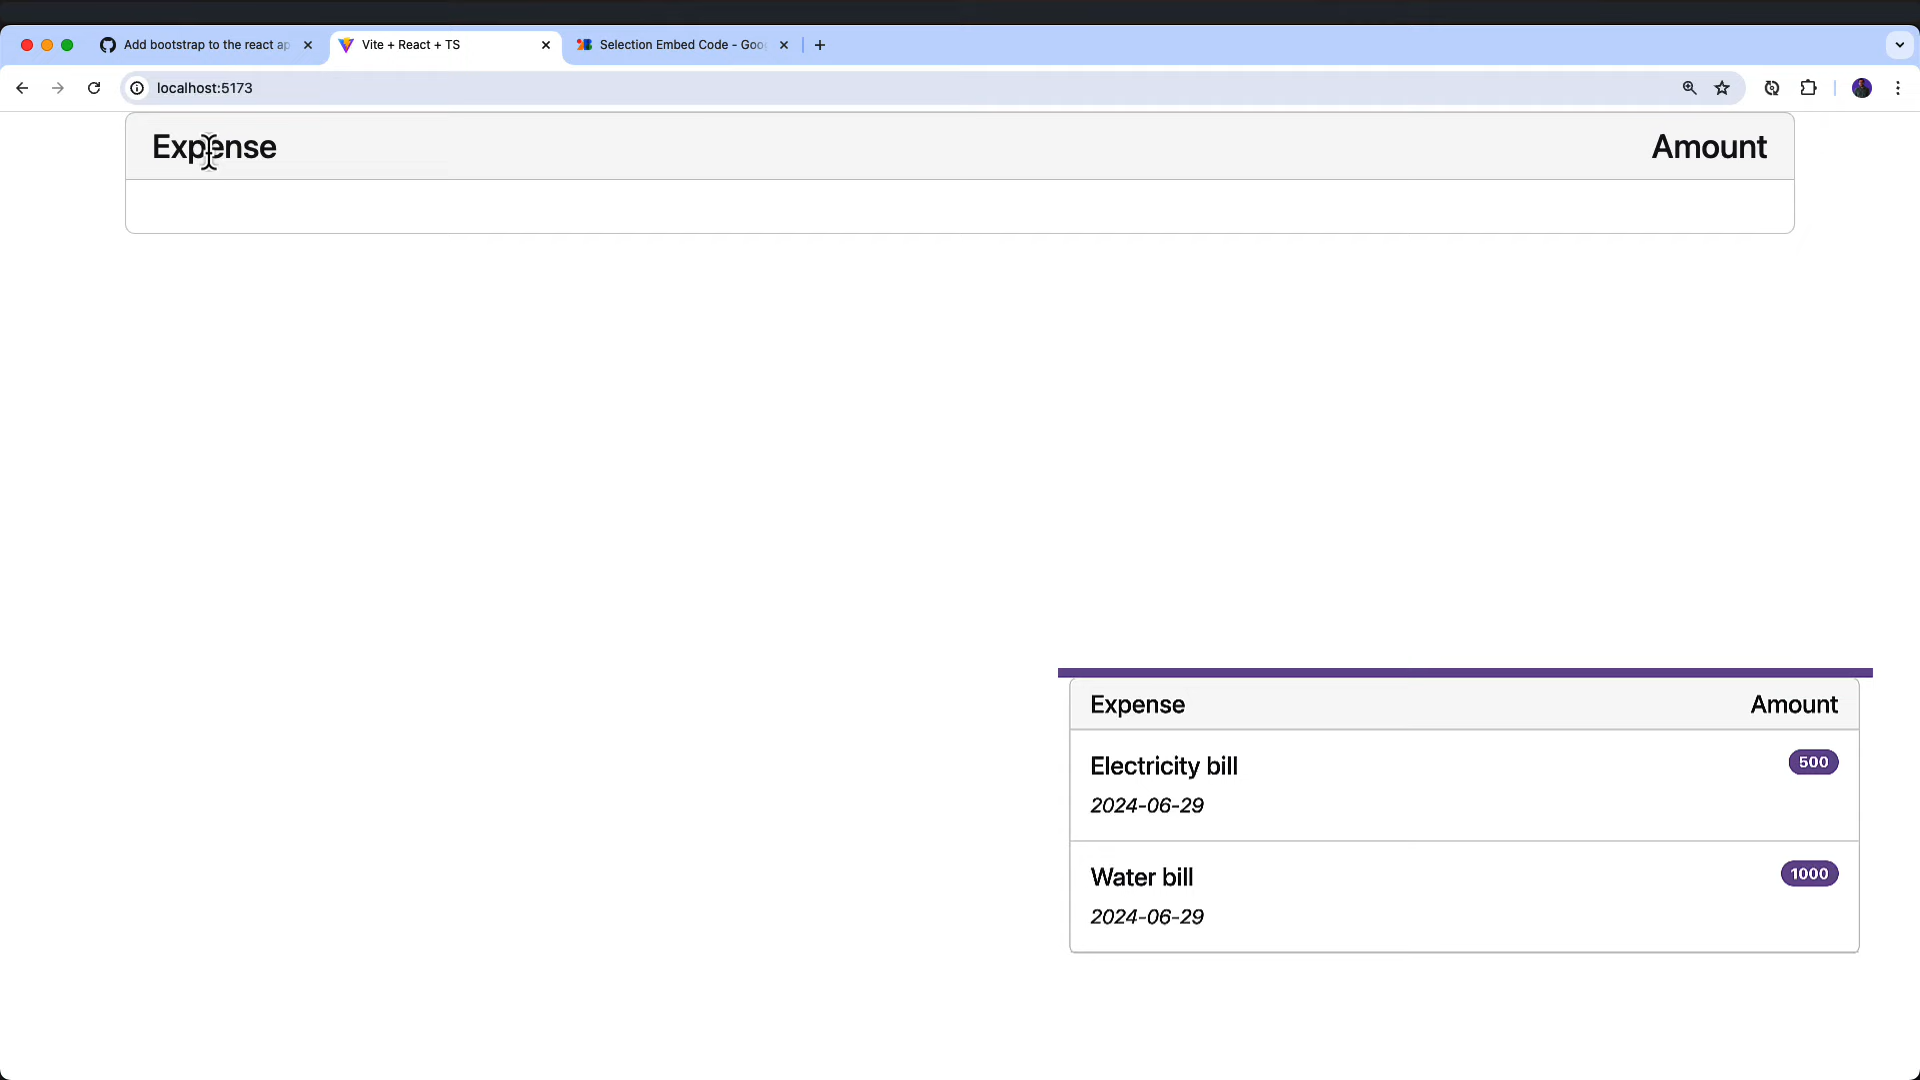 Add bootstrap to the react ap
Vite + React + TS
Selection Embed Code - Goo
localhost:5173
Expense Amount
Expense Amount
Electricity bill 500
2024-06-29
Water bill 1000
2024-06-29